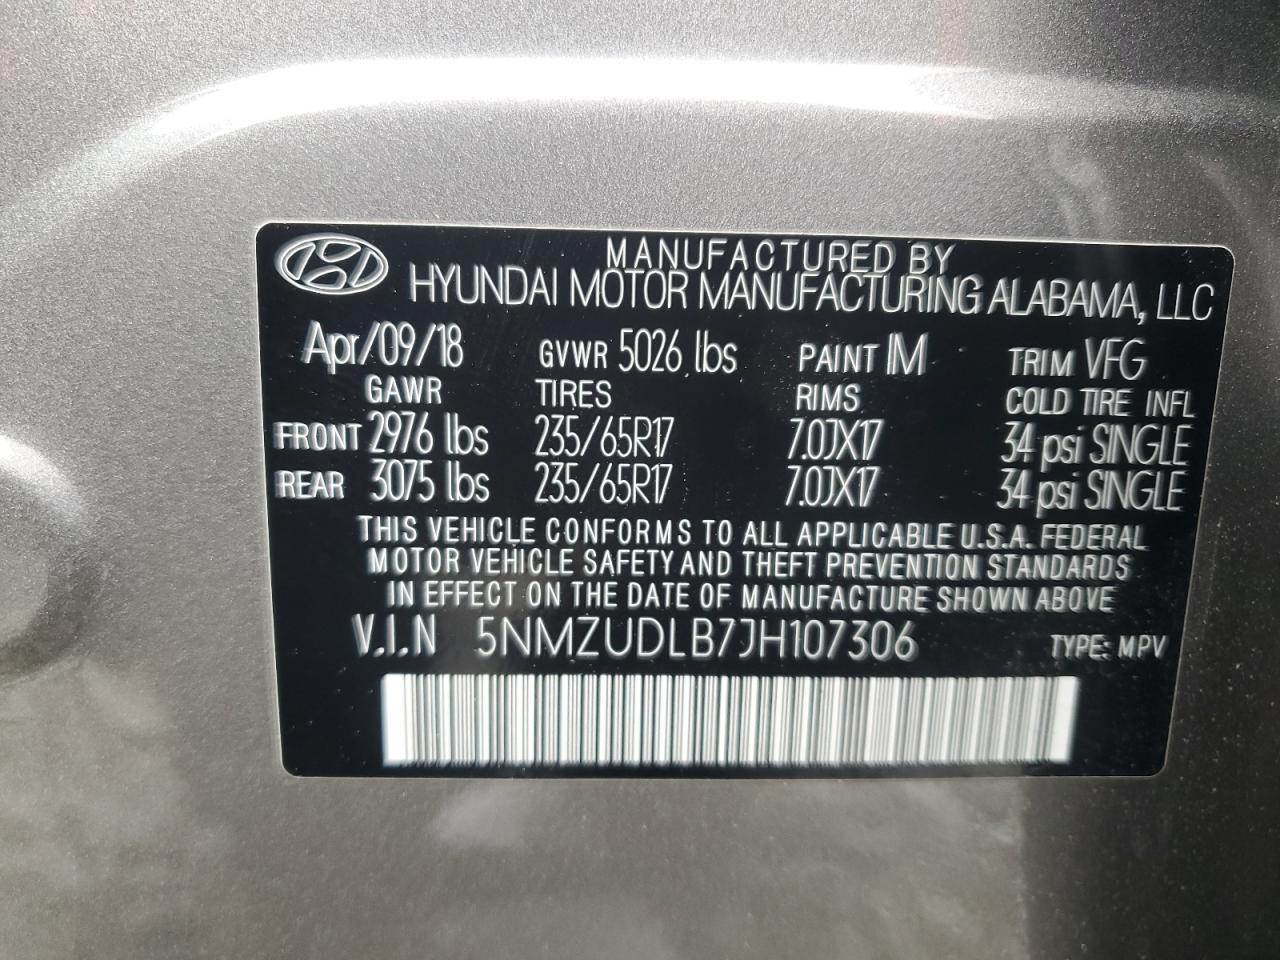 MANUFACTURED BY
HYUNDAI MOTOR MANUFACTURING ALABAMA, LLC
Apr/09/18 GVWR 5026 lbs PAINT IM TRIM VFG
GAWR TIRES RIMS COLD TIRE INFL
FRONT 2976 lbs 235/65R17 7.0JX17 34 psi SINGLE
REAR 3075 lbs 235/65R17 7.0JX17 34 psi SINGLE
THIS VEHICLE CONFORMS TO ALL APPLICABLE U.S.A. FEDERAL
MOTOR VEHICLE SAFETY AND THEFT PREVENTION STANDARDS
IN EFFECT ON THE DATE OF MANUFACTURE SHOWN ABOVE
V.I.N 5NMZUDLB7JH107306 TYPE: MPV